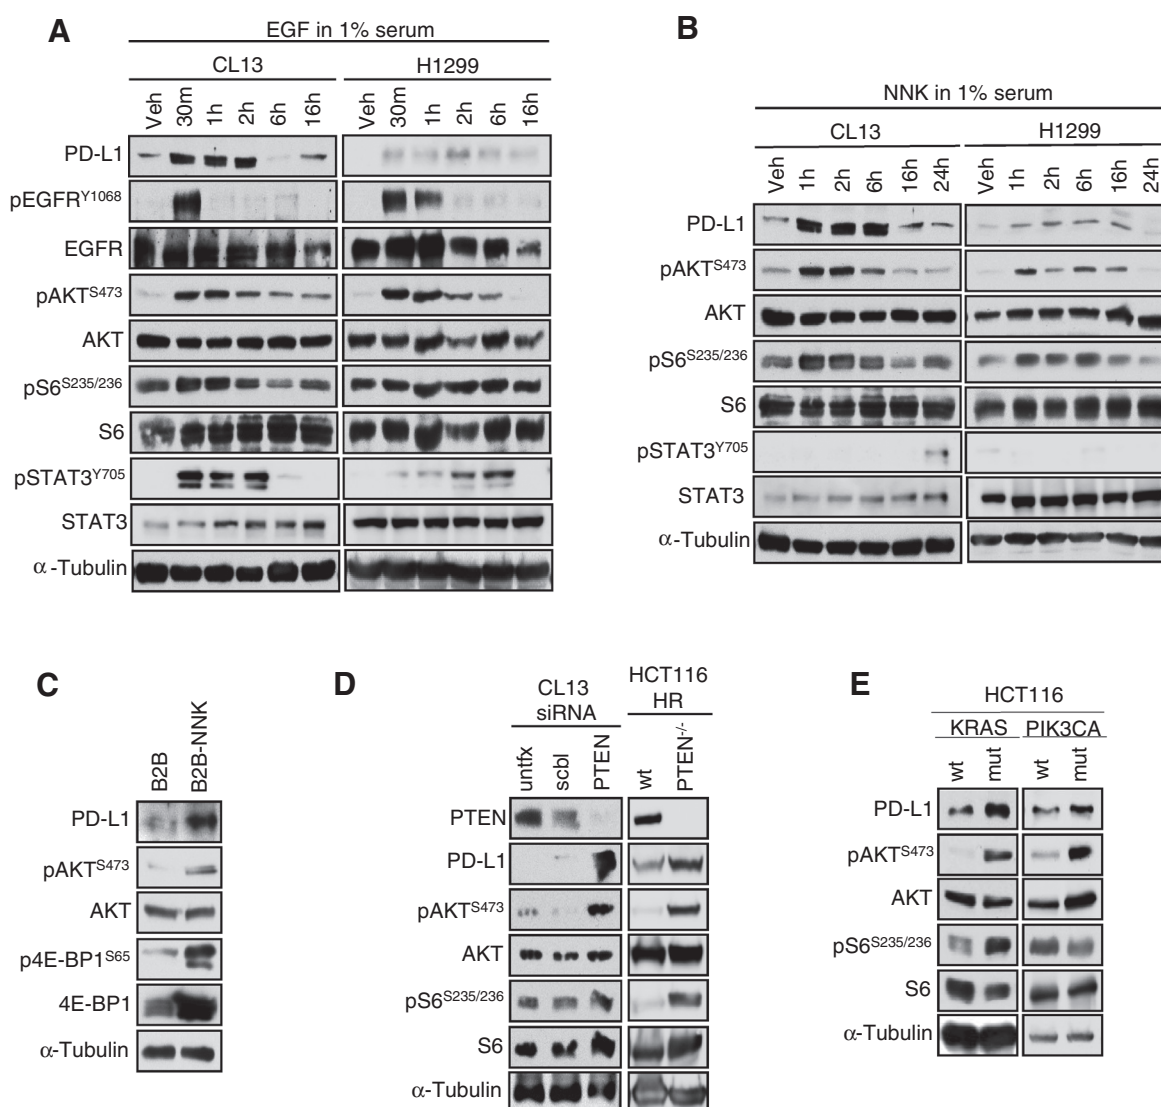 A
EGF in 1% serum
CL13 H1299
Veh 30m 1h 2h 6h 16h Veh 30m 1h 2h 6h 16h
PD-L1
pEGFR^Y1068
EGFR
pAKT^S473
AKT
pS6^S235/236
S6
pSTAT3^Y705
STAT3
α-Tubulin
B
NNK in 1% serum
CL13 H1299
Veh 1h 2h 6h 16h 24h Veh 1h 2h 6h 16h 24h
PD-L1
pAKT^S473
AKT
pS6^S235/236
S6
pSTAT3^Y705
STAT3
α-Tubulin
C
B2B B2B-NNK
PD-L1
pAKT^S473
AKT
p4E-BP1^S65
4E-BP1
α-Tubulin
D
CL13
siRNA
HCT116
HR
untfx scbl PTEN wt PTEN^-/-
PTEN
PD-L1
pAKT^S473
AKT
pS6^S235/236
S6
α-Tubulin
E
HCT116
KRAS PIK3CA
wt mut wt mut
PD-L1
pAKT^S473
AKT
pS6^S235/236
S6
α-Tubulin